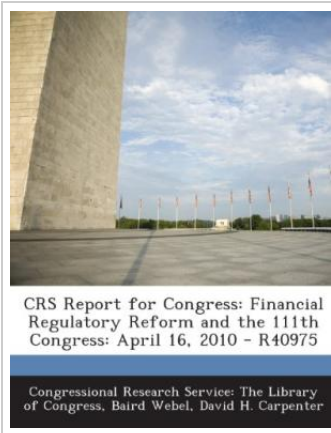 CRS Report for Congress: Financial
Regulatory Reform and the 111th
Congress: April 16, 2010 - R40975
Congressional Research Service: The Library
of Congress, Baird Webel, David H. Carpenter